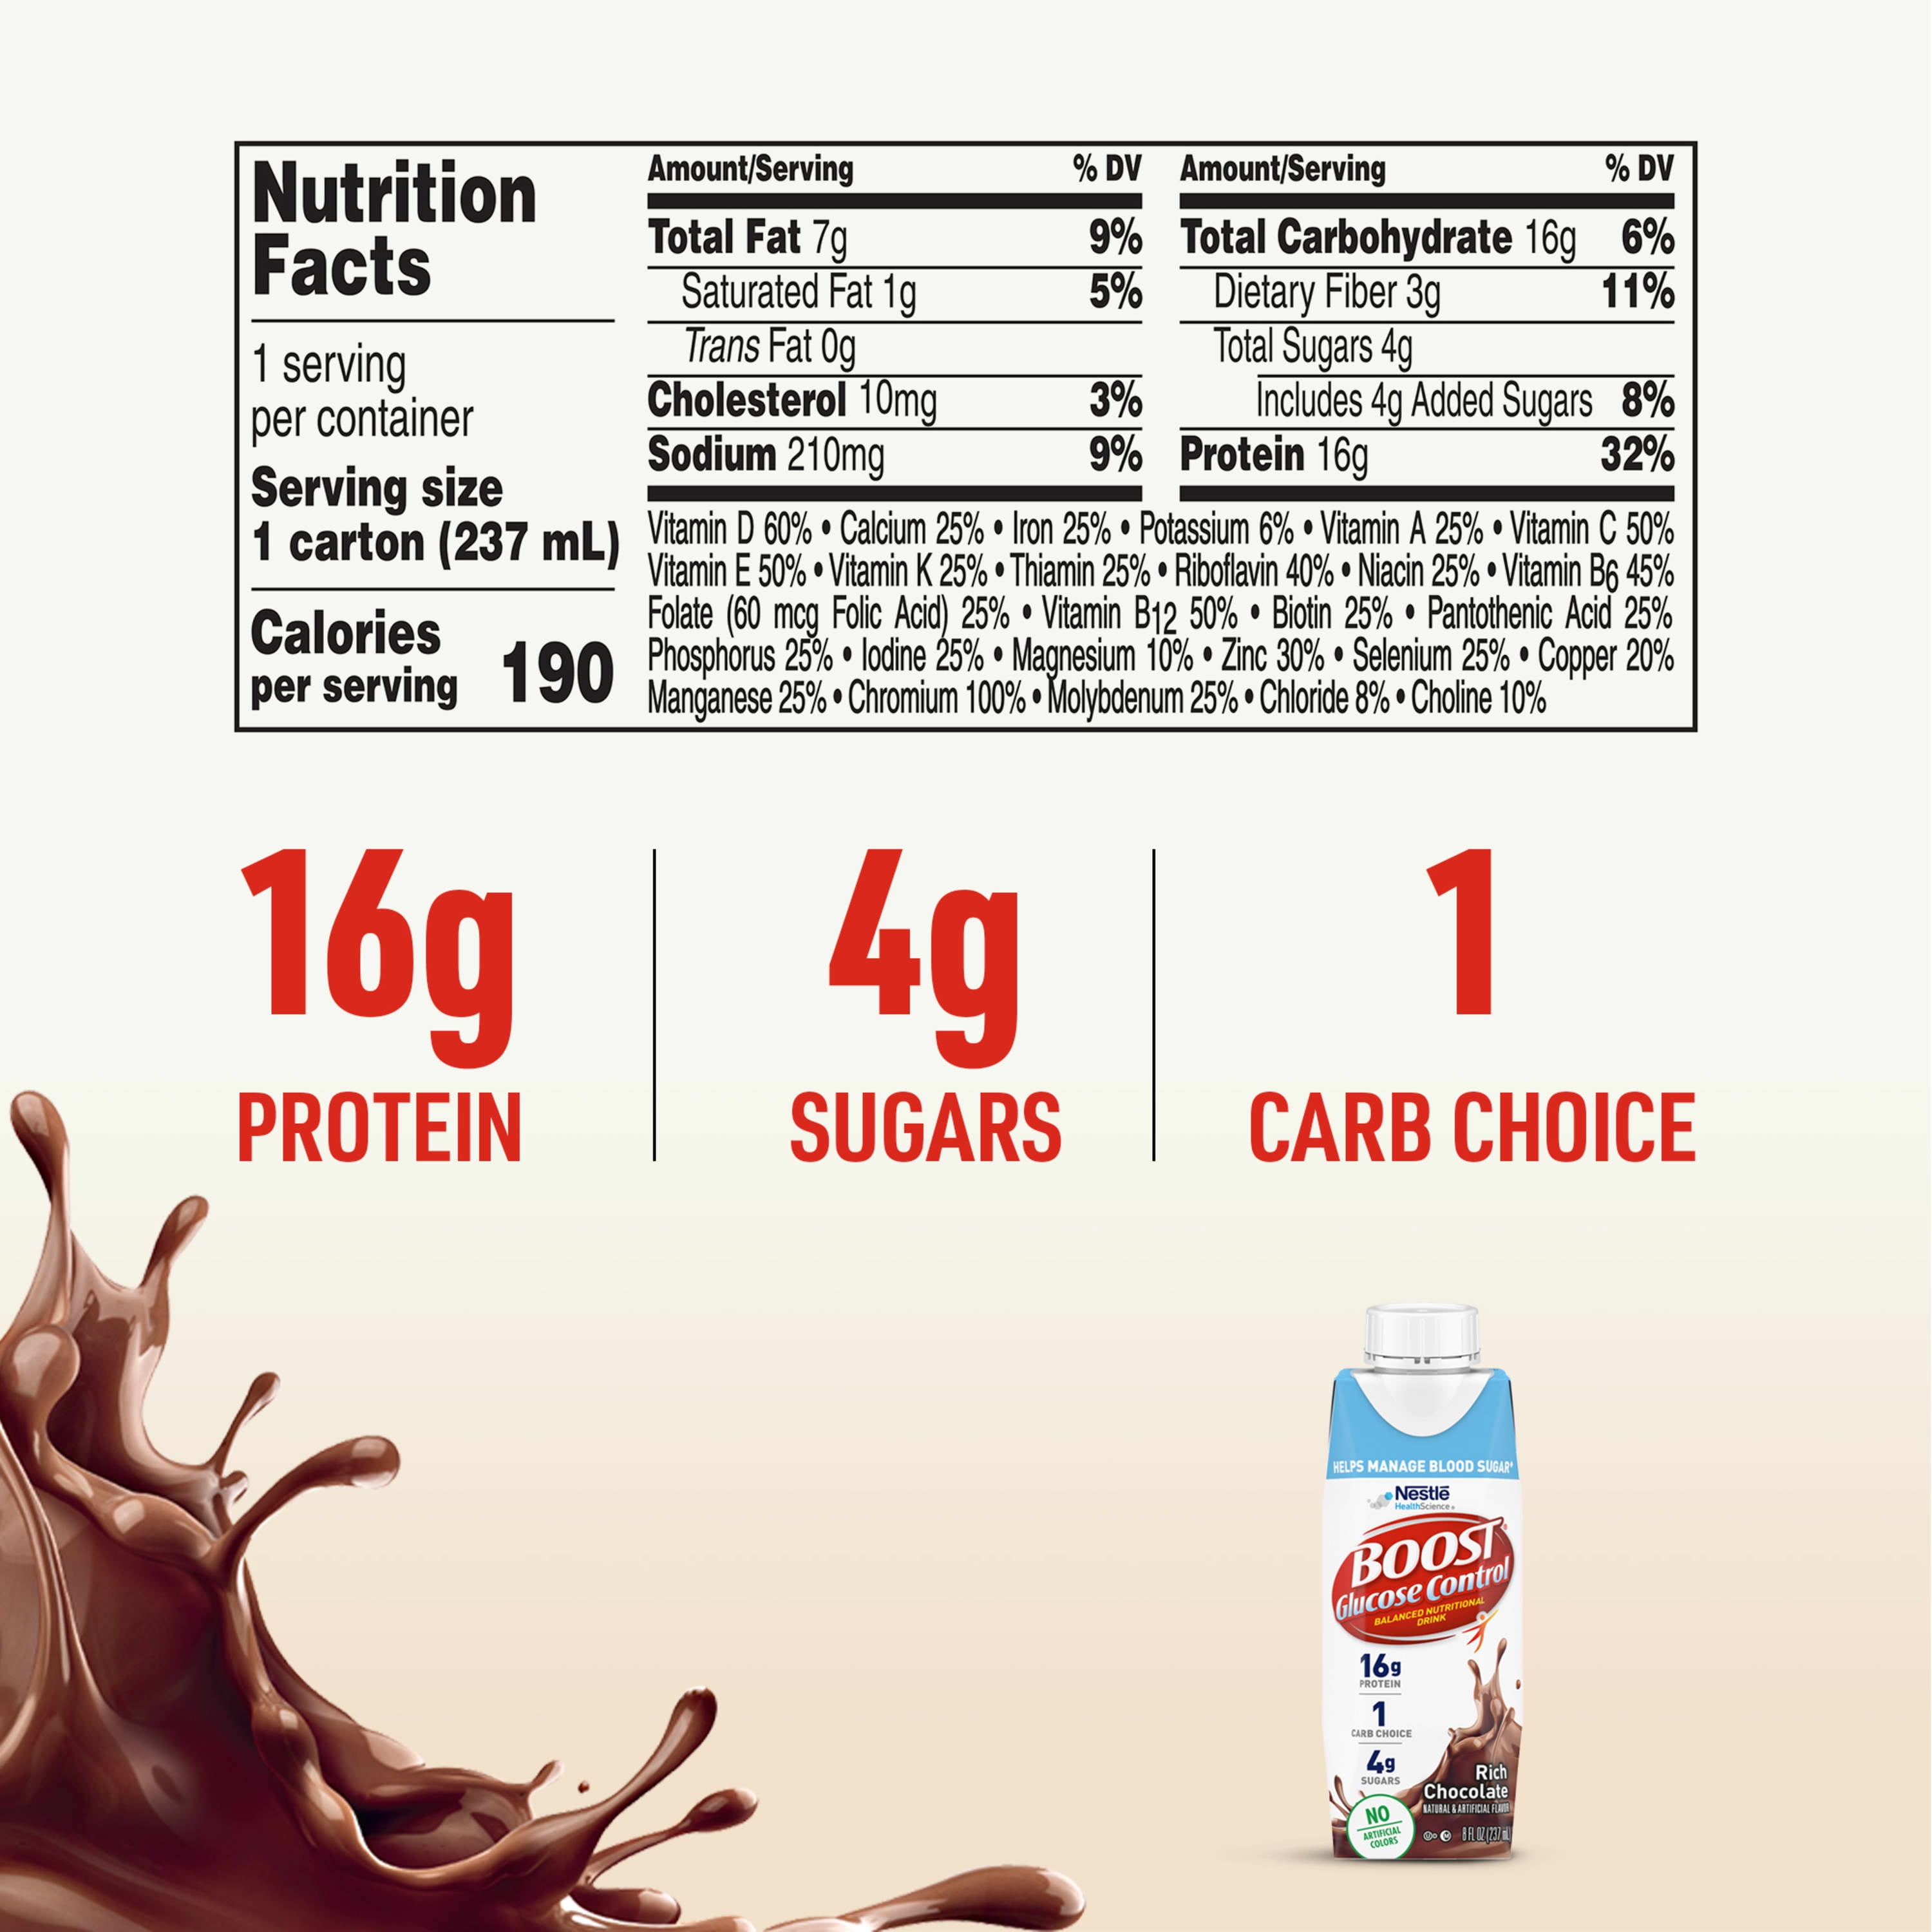 Nutrition
Facts
1 serving
per container
Serving size
1 carton (237 mL)
Calories
per serving 190
Amount/Serving % DV
Total Fat 7g 9%
Saturated Fat 1g 5%
Trans Fat 0g
Cholesterol 10mg 3%
Sodium 210mg 9%
Amount/Serving % DV
Total Carbohydrate 16g 6%
Dietary Fiber 3g 11%
Total Sugars 4g
Includes 4g Added Sugars 8%
Protein 16g 32%
Vitamin D 60% • Calcium 25% • Iron 25% • Potassium 6% • Vitamin A 25% • Vitamin C 50%
Vitamin E 50% • Vitamin K 25% • Thiamin 25% • Riboflavin 40% • Niacin 25% • Vitamin B6 45%
Folate (60 mcg Folic Acid) 25% • Vitamin B12 50% • Biotin 25% • Pantothenic Acid 25%
Phosphorus 25% • Iodine 25% • Magnesium 10% • Zinc 30% • Selenium 25% • Copper 20%
Manganese 25% • Chromium 100% • Molybdenum 25% • Chloride 8% • Choline 10%
16g
PROTEIN
4g
SUGARS
1
CARB CHOICE
HELPS MANAGE BLOOD SUGAR*
Nestlé
HealthScience
BOOST®
Glucose Control
BALANCED NUTRITIONAL
DRINK
16g
PROTEIN
1
CARB CHOICE
4g
SUGARS
Rich
Chocolate
NATURAL & ARTIFICIAL FLAVOR
NO
ARTIFICIAL
COLORS
8 FL OZ (237 mL)